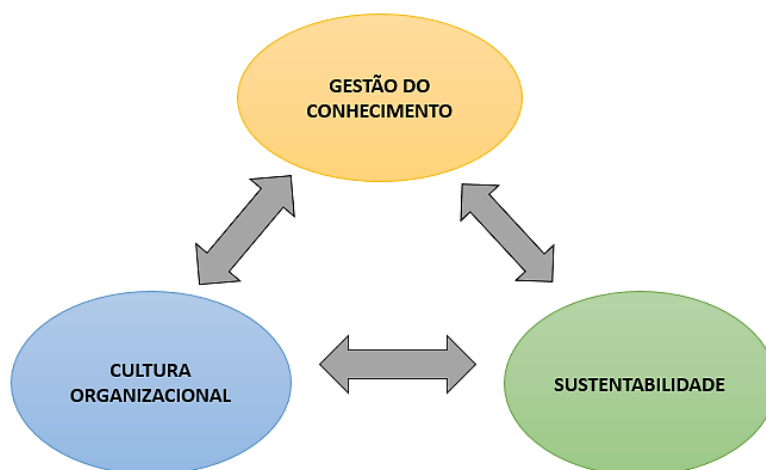 GESTÃO DO
CONHECIMENTO
CULTURA
ORGANIZACIONAL
SUSTENTABILIDADE